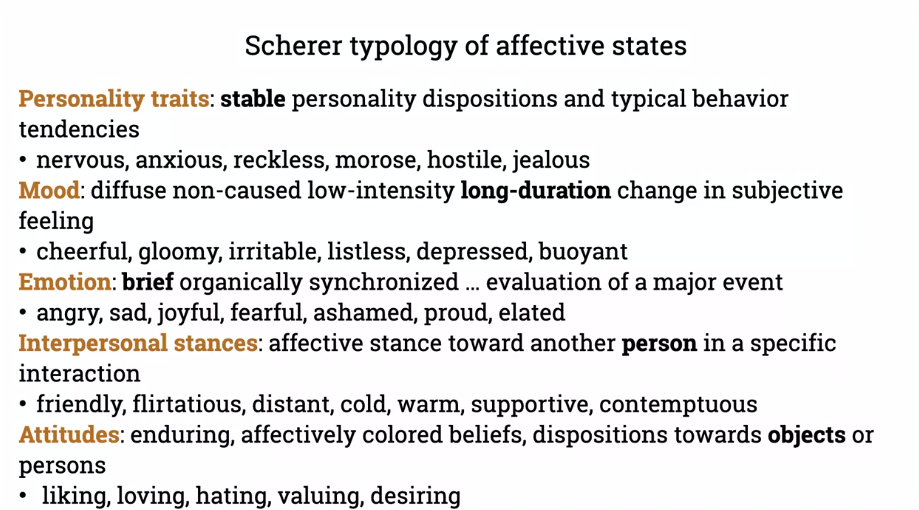 Scherer typology of affective states
Personality traits: stable personality dispositions and typical behavior
tendencies
• nervous, anxious, reckless, morose, hostile, jealous
Mood: diffuse non-caused low-intensity long-duration change in subjective
feeling
• cheerful, gloomy, irritable, listless, depressed, buoyant
Emotion: brief organically synchronized ... evaluation of a major event
• angry, sad, joyful, fearful, ashamed, proud, elated
Interpersonal stances: affective stance toward another person in a specific
interaction
• friendly, flirtatious, distant, cold, warm, supportive, contemptuous
Attitudes: enduring, affectively colored beliefs, dispositions towards objects or
persons
• liking, loving, hating, valuing, desiring